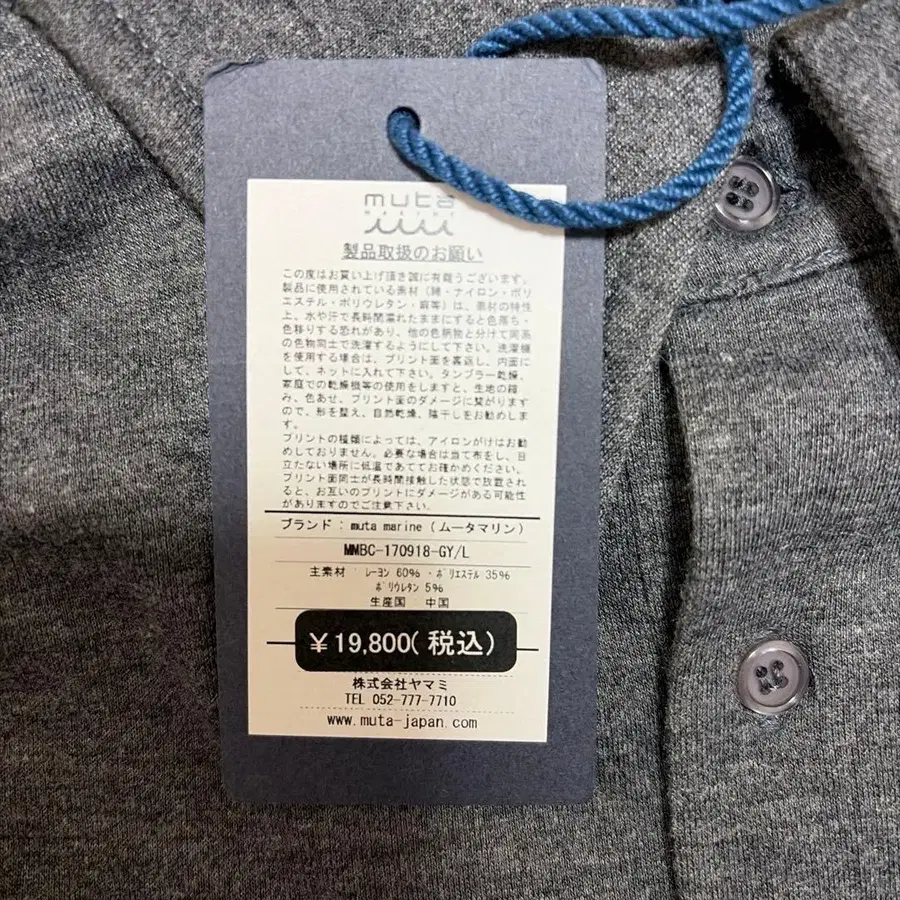 muta
MARINE
製品取扱のお願い
この度はお買い上げ頂き誠に有難うございます。
製品に使用されている素材（綿・ナイロン・ポリ
エステル・ポリウレタン・麻等）は、素材の特性
上、水や汗で長時間濡れたままにすると色落ち・
色移りする恐れがあり、他の色柄物と分けて同系
の色物同士で洗濯するようにして下さい。洗濯機
を使用する場合は、プリント面を裏返し、内面に
して、ネットに入れて下さい。タンブラー乾燥、
家庭での乾燥機等の使用をしますと、生地の縮
み、色あせ、プリント面のダメージに繋がります
ので、形を整え、自然乾燥、陰干しをお勧めしま
す。
プリントの種類によっては、アイロンがけはお勧
めしておりません。必要な場合は当て布をし、目
立たない場所に低温であててお確かめください。
プリント面同士が長時間接触した状態で放置され
ると、お互いのプリントにダメージがある可能性
がありますのでご注意下さい。
ブランド：muta marine（ムータマリン）
MMBC-170918-GY/L
主素材： レーヨン 60% ・ポリエステル 35%
ポリウレタン 5%
生産国 中国
￥19,800(税込)
株式会社ヤマミ
TEL 052-777-7710
www.muta-japan.com